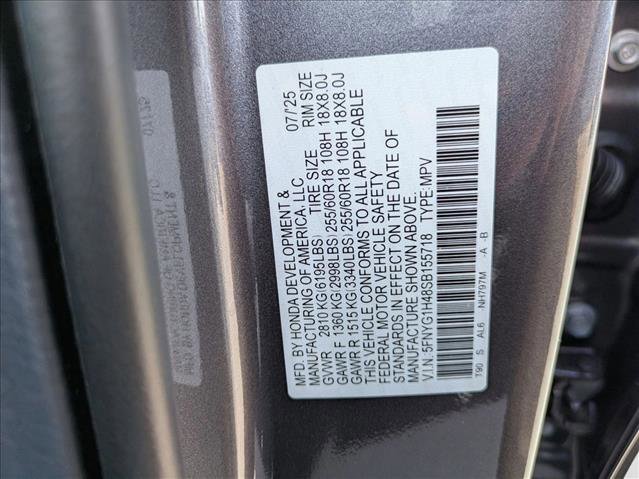 MFD. BY HONDA DEVELOPMENT & 07/'25
MANUFACTURING OF AMERICA, LLC
GVWR 2810 KG(6195LBS) TIRE SIZE RIM SIZE
GAWR F 1360 KG(2998LBS) 255/60R18 108H 18X8.0J
GAWR R 1515 KG(3340LBS) 255/60R18 108H 18X8.0J
THIS VEHICLE CONFORMS TO ALL APPLICABLE
FEDERAL MOTOR VEHICLE SAFETY
STANDARDS IN EFFECT ON THE DATE OF
MANUFACTURE SHOWN ABOVE.
V.I.N.: 5FNYG1H46SB155718 TYPE: MPV
T90 S AL6 NH797M -A -B